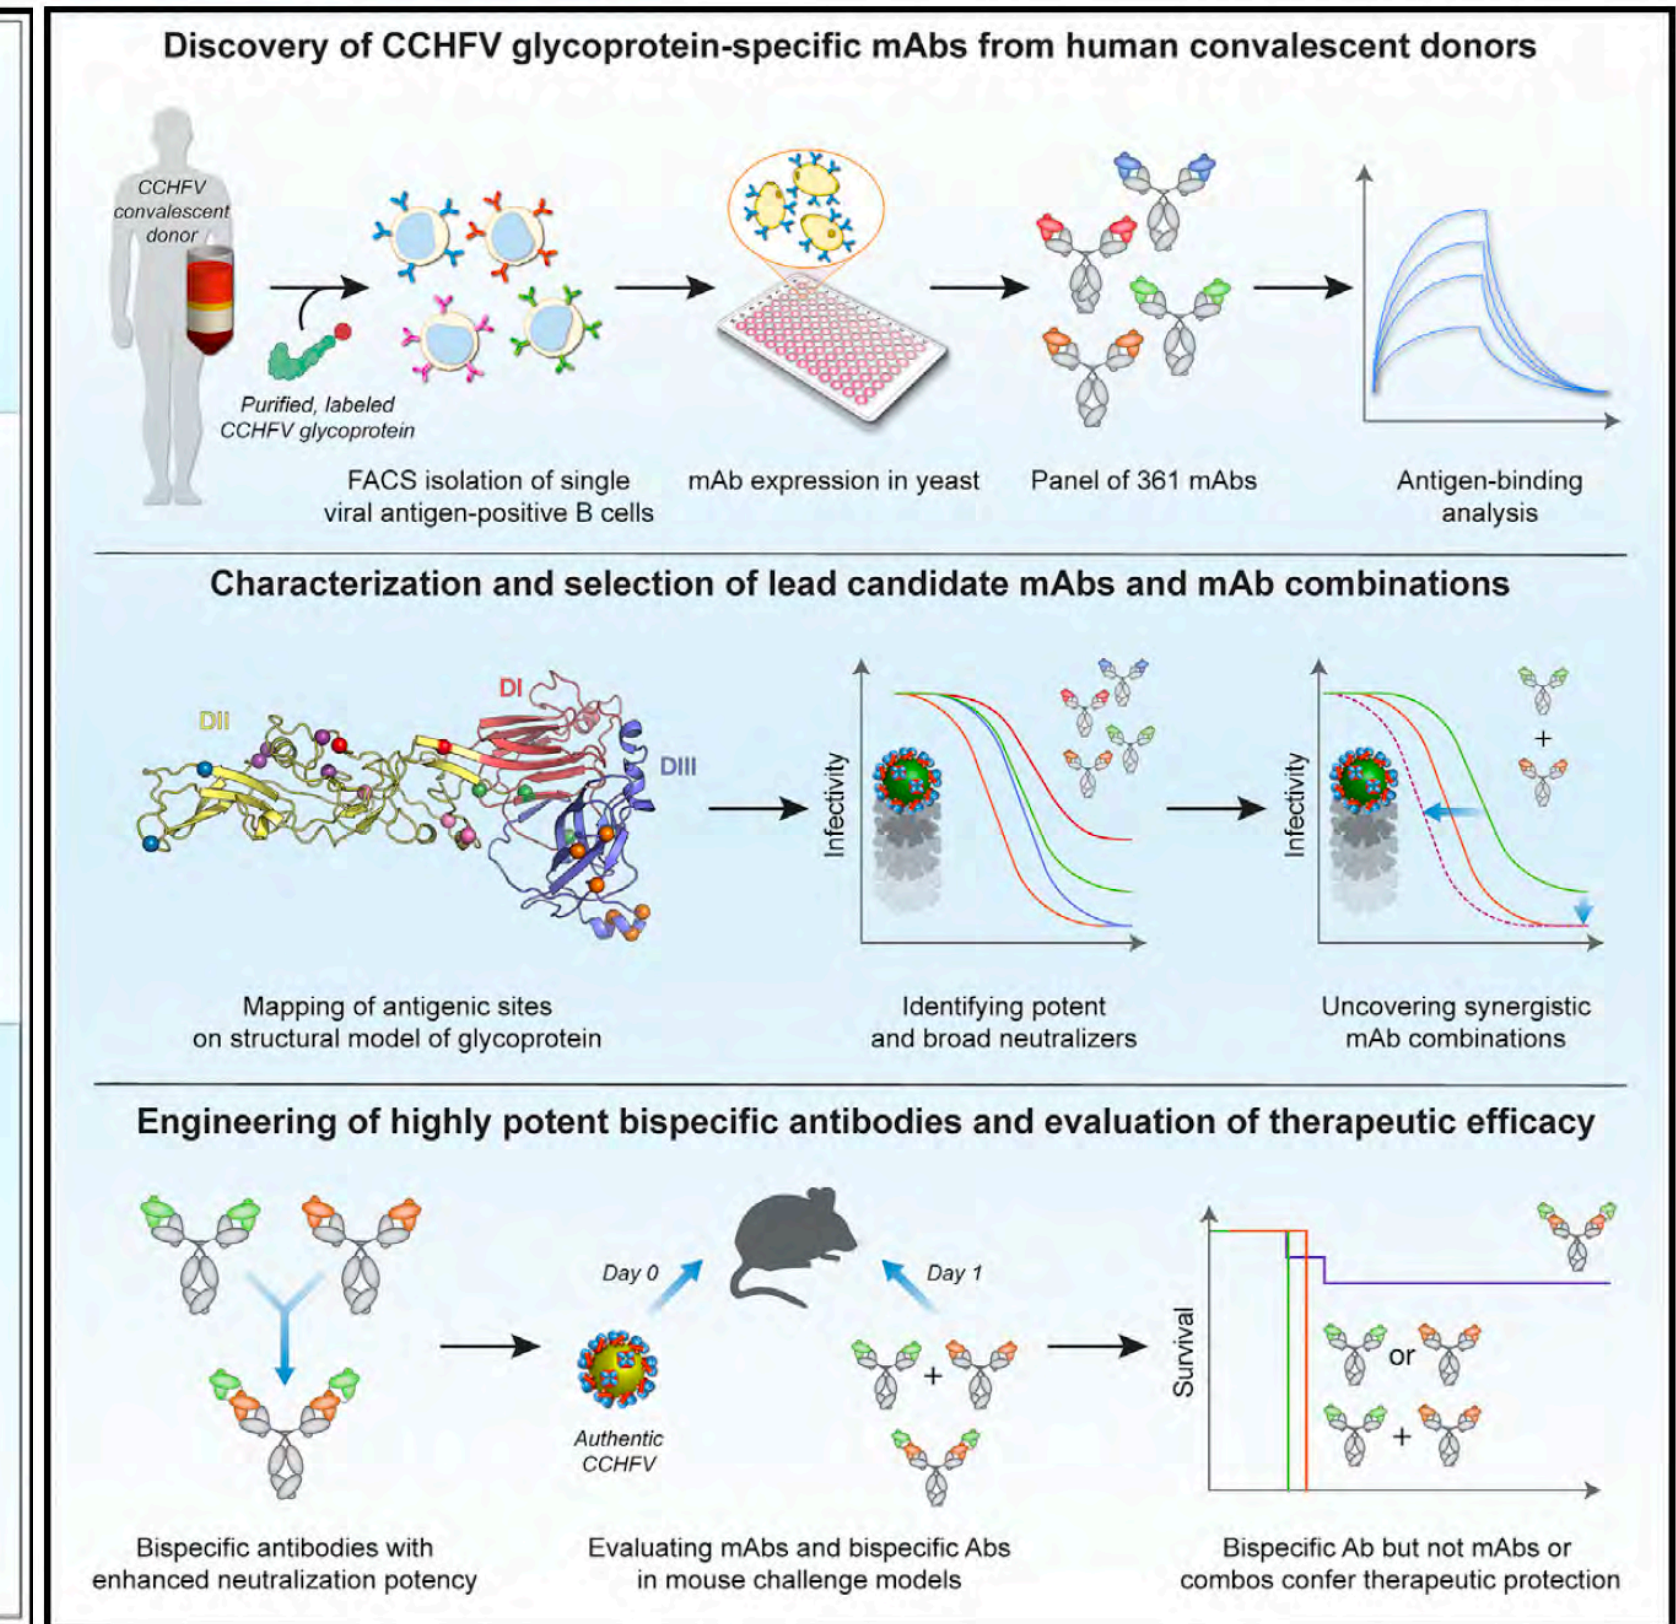 Discovery of CCHFV glycoprotein-specific mAbs from human convalescent donors
CCHFV
convalescent
donor
Purified, labeled
CCHFV glycoprotein
FACS isolation of single
viral antigen-positive B cells
mAb expression in yeast
Panel of 361 mAbs
Antigen-binding
analysis
Characterization and selection of lead candidate mAbs and mAb combinations
DII
DI
DIII
Mapping of antigenic sites
on structural model of glycoprotein
Infectivity
Identifying potent
and broad neutralizers
Infectivity
+
Uncovering synergistic
mAb combinations
Engineering of highly potent bispecific antibodies and evaluation of therapeutic efficacy
Bispecific antibodies with
enhanced neutralization potency
Day 0
Day 1
Authentic
CCHFV
+
Evaluating mAbs and bispecific Abs
in mouse challenge models
Survival
or
+
Bispecific Ab but not mAbs or
combos confer therapeutic protection